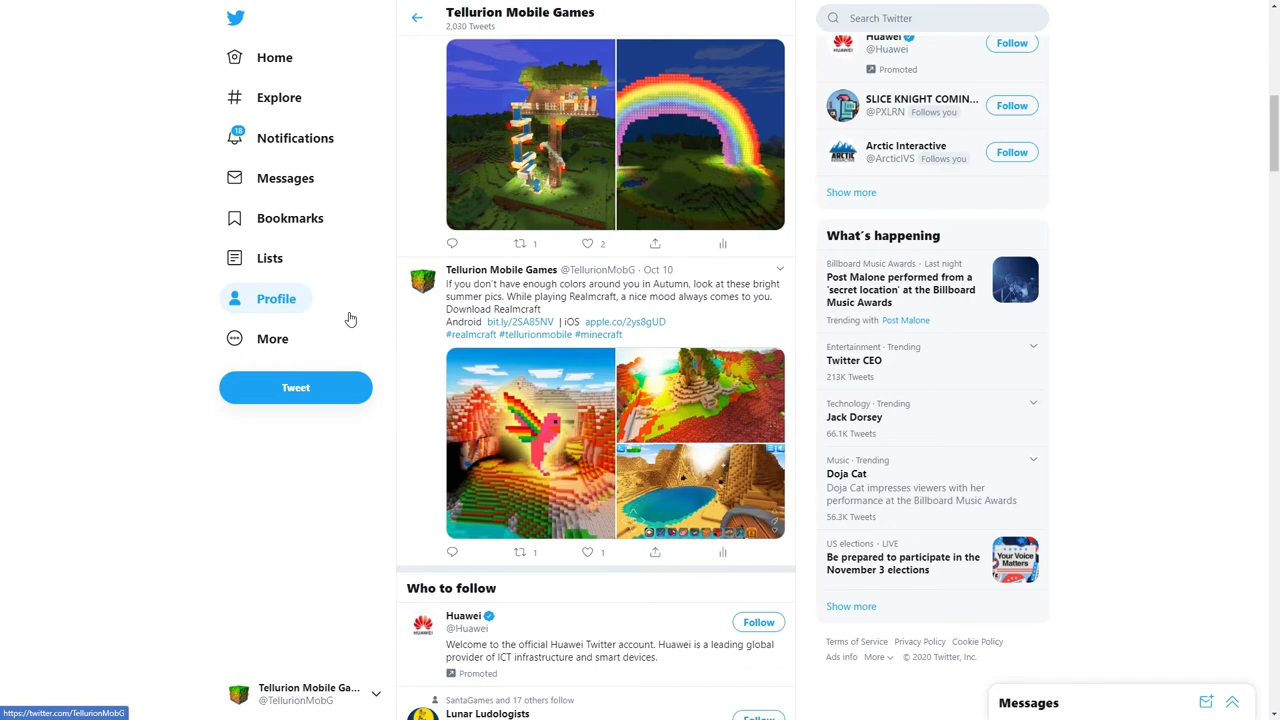 Home
Explore
18
Notifications
Messages
Bookmarks
Lists
Profile
More
Tweet
Tellurion Mobile Ga...
@TellurionMobG
https://twitter.com/TellurionMobG
Tellurion Mobile Games
2,030 Tweets
1
2
Tellurion Mobile Games @TellurionMobG · Oct 10
If you don't have enough colors around you in Autumn, look at these bright
summer pics. While playing Realmcraft, a nice mood always comes to you.
Download Realmcraft
Android bit.ly/2SA85NV | iOS apple.co/2ys8gUD
#realmcraft #tellurionmobile #minecraft
1
1
Who to follow
Huawei
@Huawei
Follow
Welcome to the official Huawei Twitter account. Huawei is a leading global
provider of ICT infrastructure and smart devices.
Promoted
SantaGames and 17 others follow
Lunar Ludologists
Follow
Search Twitter
Huawei
@Huawei
Follow
Promoted
SLICE KNIGHT COMIN...
@PXLRN Follows you
Follow
Arctic Interactive
@ArcticIVS Follows you
Follow
Show more
What's happening
Billboard Music Awards · Last night
Post Malone performed from a
'secret location' at the Billboard
Music Awards
Trending with Post Malone
Entertainment · Trending
Twitter CEO
213K Tweets
Technology · Trending
Jack Dorsey
66.1K Tweets
Music · Trending
Doja Cat
Doja Cat impresses viewers with her
performance at the Billboard Music Awards
56.3K Tweets
US elections · LIVE
Be prepared to participate in the
November 3 elections
Your Voice
Matters
Show more
Terms of Service Privacy Policy Cookie Policy
Ads info More © 2020 Twitter, Inc.
Messages